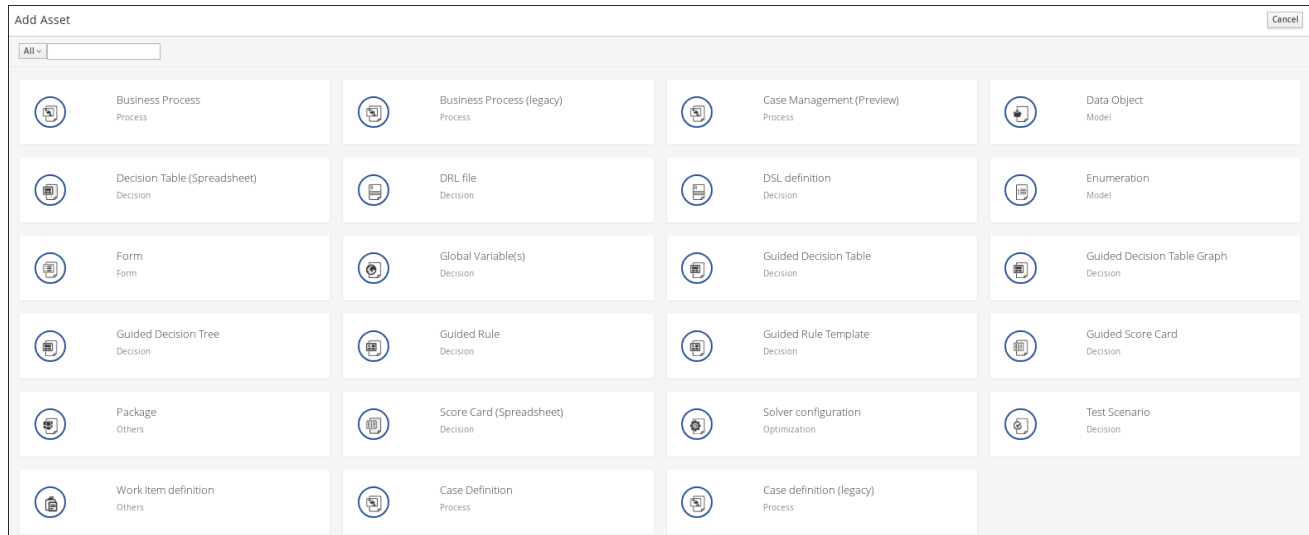 Add Asset
Cancel
All
Business Process
Process
Business Process (legacy)
Process
Case Management (Preview)
Process
Data Object
Model
Decision Table (Spreadsheet)
Decision
DRL file
Decision
DSL definition
Decision
Enumeration
Model
Form
Form
Global Variable(s)
Decision
Guided Decision Table
Decision
Guided Decision Table Graph
Decision
Guided Decision Tree
Decision
Guided Rule
Decision
Guided Rule Template
Decision
Guided Score Card
Decision
Package
Others
Score Card (Spreadsheet)
Decision
Solver configuration
Optimization
Test Scenario
Decision
Work Item definition
Others
Case Definition
Process
Case definition (legacy)
Process